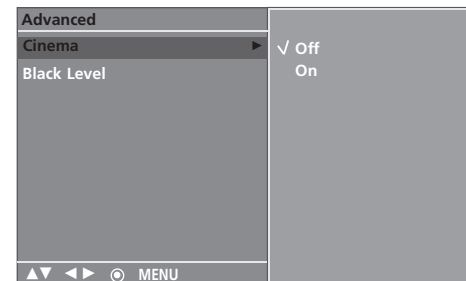 Advanced
Cinema ►
Black Level
√ Off
On
▲▼ ◄► ◉ MENU